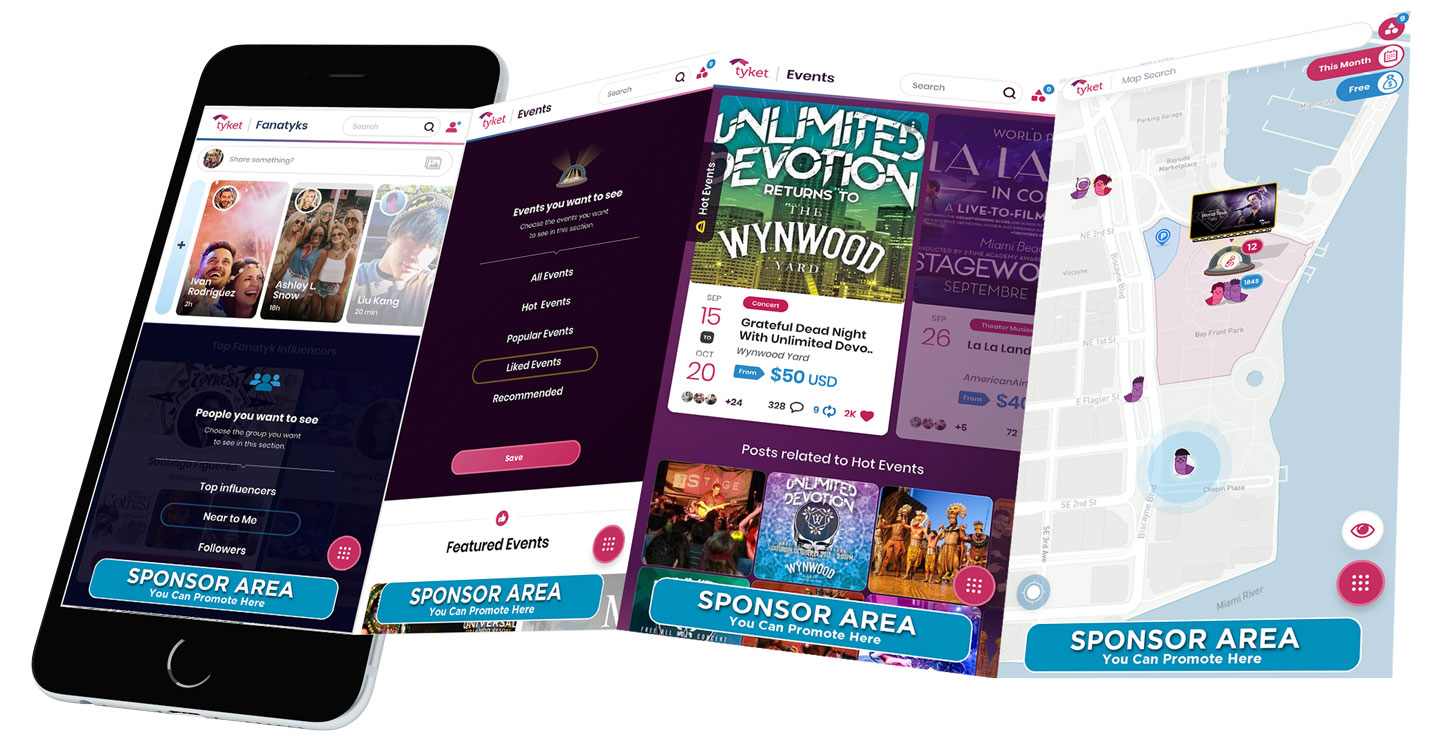 tyket | Fanatyks
Search
Share something?
Ivan
Rodríguez
2h
Ashley L.
Snow
18h
Liu Kang
20 min
Top Fanatyk Influencers
People you want to see
Choose the group you want
to see in this section.
Top influencers
Near to Me
Followers
SPONSOR AREA
You Can Promote Here
tyket | Events
Search
9
Events you want to see
Choose the events you want
to see in this section.
All Events
Hot Events
Popular Events
Liked Events
Recommended
Save
Featured Events
SPONSOR AREA
You Can Promote Here
UNIVERSAL
tyket | Events
Search
9
Hot Events
UNLIMITED
DEVOTION
RETURNS TO
THE
WYNWOOD
YARD
SEP
15
TO
OCT
20
Concert
Grateful Dead Night
With Unlimited Devo..
Wynwood Yard
From
$50 USD
+24
328
9
2K
WORLD P
LA LA
IN CO
A LIVE-TO-FILM
Miami Bea
STAGEWO
SEPTEMBRE
SEP
26
Theater Musica
La La Land
AmericanAir
From
$40
+5
72
Posts related to Hot Events
STAGE
UNLIMITED
DEVOTION
WYNWOOD
SPONSOR AREA
You Can Promote Here
tyket | Map Search
9
This Month
Free
Parking Garage
Bayside
Marketplace
NE 3rd St
P
Vizcayne
Biscayne Blvd
12
1845
Bay Front Park
NE 1st St
E Flagler St
Chopin Plaza
SE 2nd St
SE 3rd Ave
Biscayne Bl
Miami River
SPONSOR AREA
You Can Promote Here